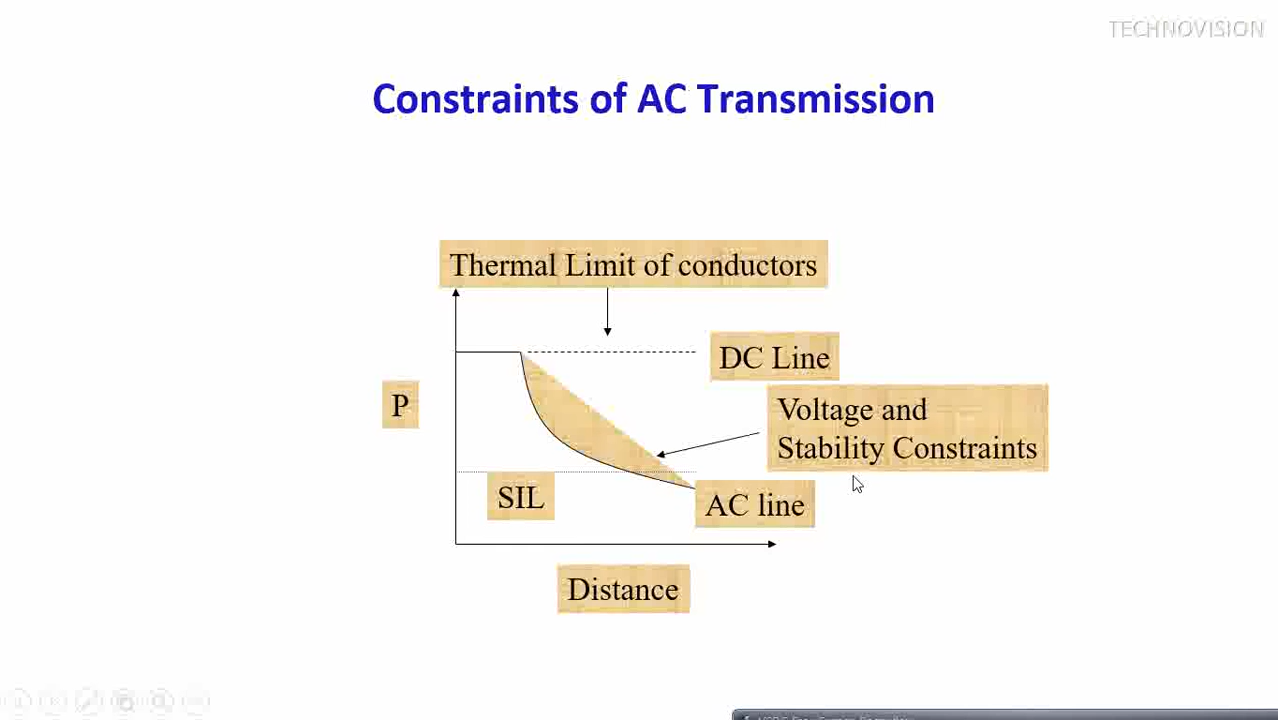 TECHNOVISION
Constraints of AC Transmission
Thermal Limit of conductors
DC Line
P
Voltage and
Stability Constraints
SIL
AC line
Distance